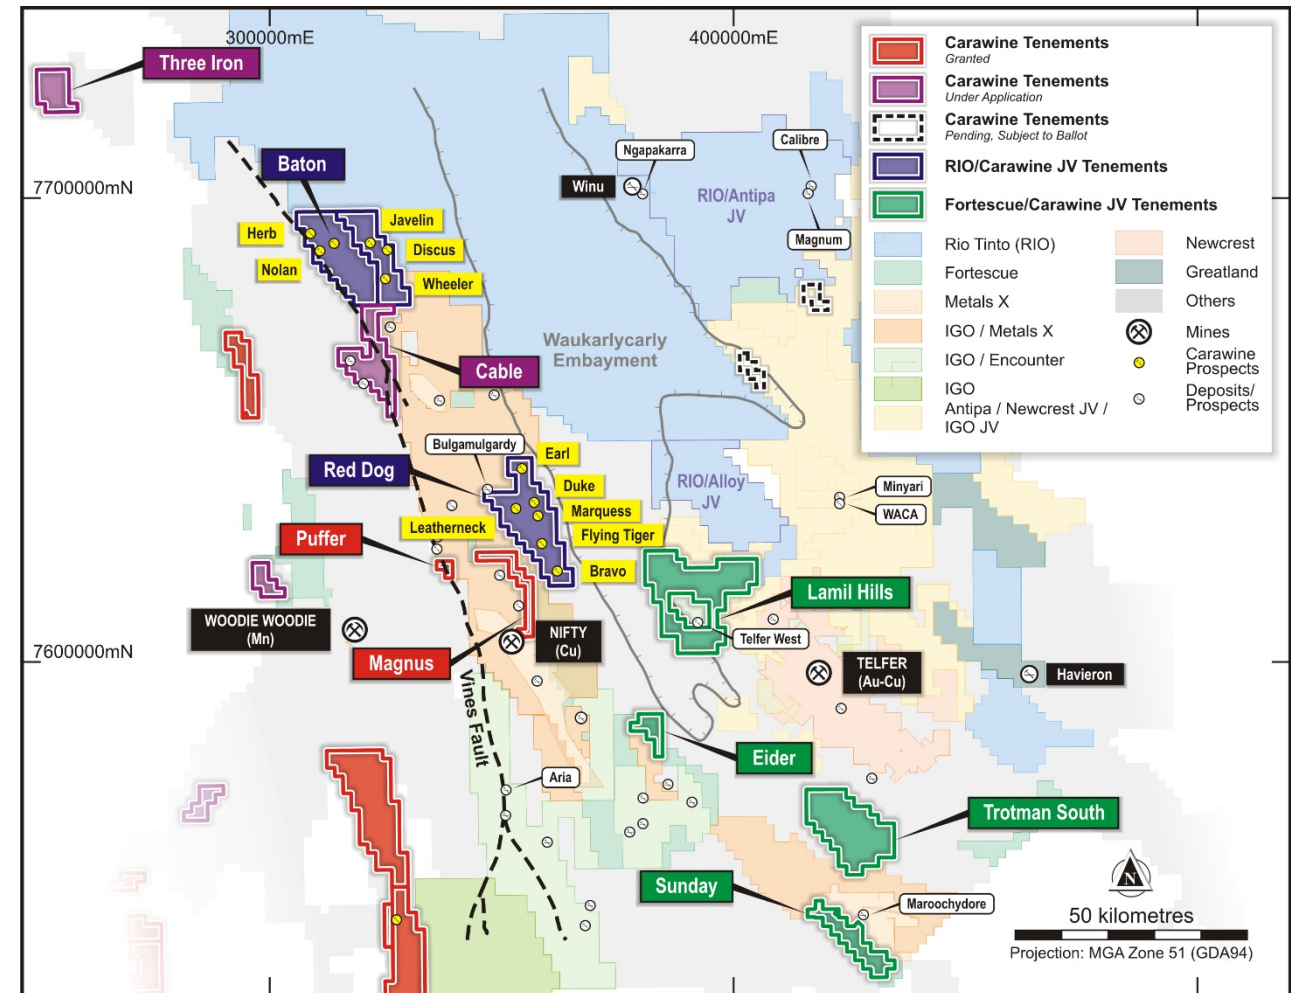 300000mE
400000mE
7700000mN
7600000mN
Three Iron
Baton
Herb
Nolan
Javelin
Discus
Wheeler
Cable
Winu
Ngapakarra
Calibre
Magnum
RIO/Antipa
JV
Waukarlycarly
Embayment
Bulgamulgardy
Red Dog
Earl
Duke
Marquess
Leatherneck
Flying Tiger
Bravo
RIO/Alloy
JV
Minyari
WACA
Puffer
WOODIE WOODIE
(Mn)
Magnus
NIFTY
(Cu)
Lamil Hills
Telfer West
TELFER
(Au-Cu)
Havieron
Vines Fault
Eider
Aria
Trotman South
Sunday
Maroochydore
Carawine Tenements
Granted
Carawine Tenements
Under Application
Carawine Tenements
Pending, Subject to Ballot
RIO/Carawine JV Tenements
Fortescue/Carawine JV Tenements
Rio Tinto (RIO)
Fortescue
Metals X
IGO / Metals X
IGO / Encounter
IGO
Antipa / Newcrest JV /
IGO JV
Newcrest
Greatland
Others
Mines
Carawine
Prospects
Deposits/
Prospects
N
50 kilometres
Projection: MGA Zone 51 (GDA94)